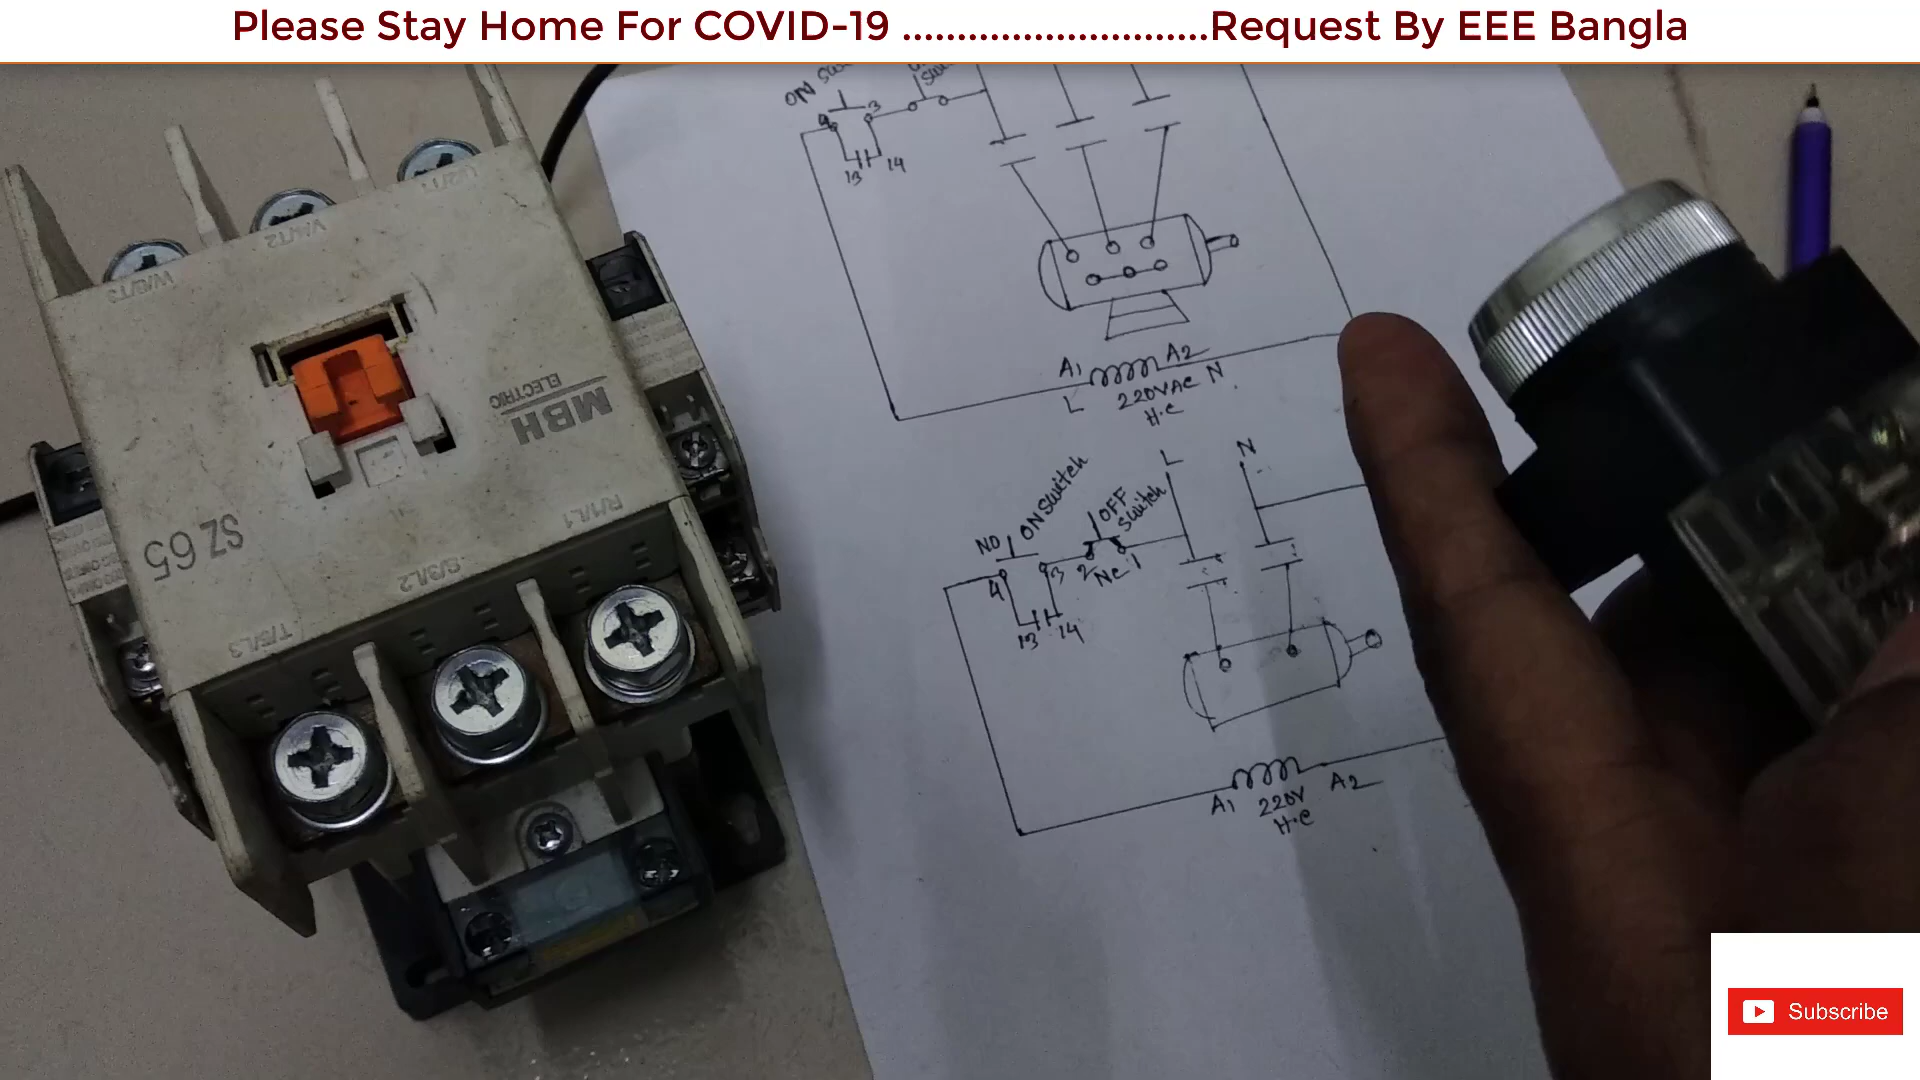 Please Stay Home For COVID-19 ............................Request By EEE Bangla
ON
3
13
14
A1
A2
L
220VAC
N
H.C
L
N
NO
ON Switch
OFF
Switch
4
3
2
NC
1
13
14
A1
220V
A2
H.C
U/2/T1
V/4/T2
W/6/T3
MBH
ELECTRIC
SZ 65
R/1/L1
S/3/L2
T/5/L3
Subscribe